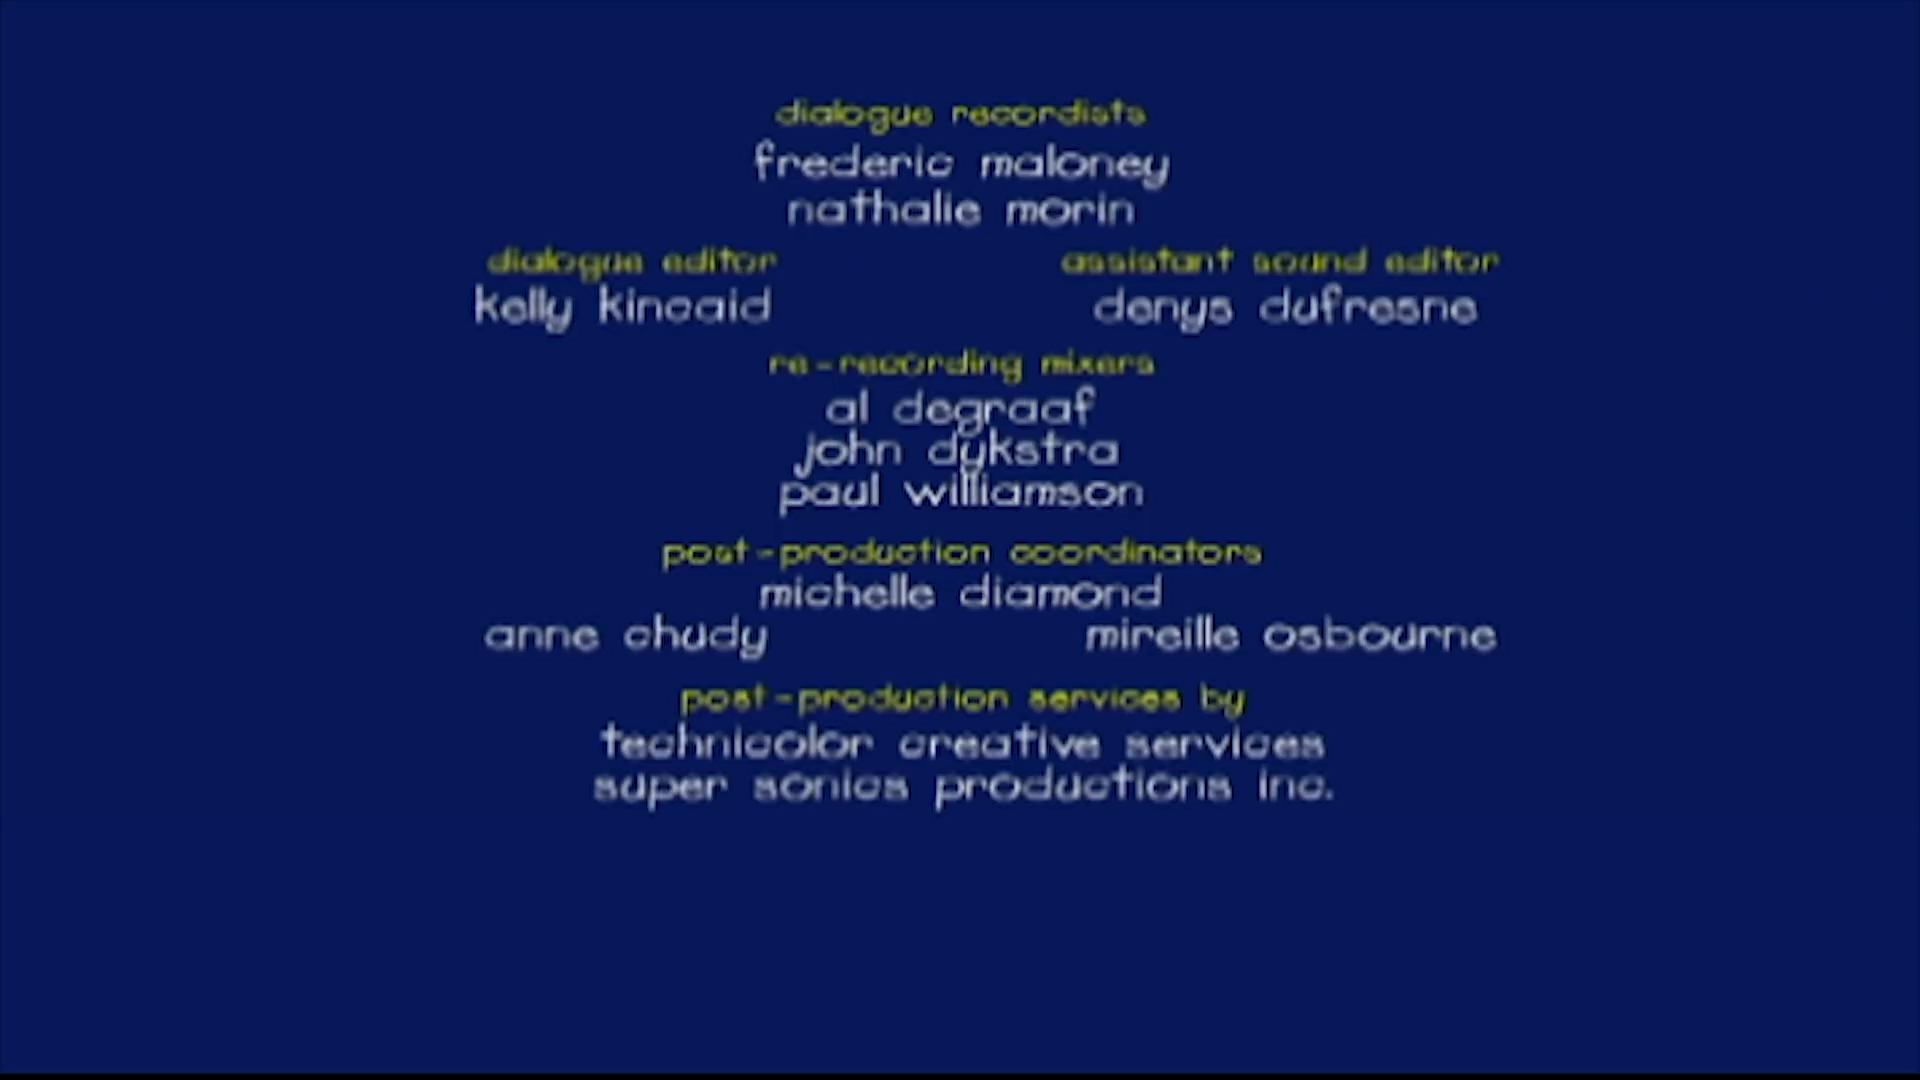 dialogue recordists
frederic maloney
nathalie morin
dialogue editor assistant sound editor
kelly kincaid denys dufresne
re-recording mixers
al degraaf
john dykstra
paul williamson
post-production coordinators
michelle diamond
anne chudy mireille osbourne
post-production services by
technicolor creative services
super sonics productions inc.